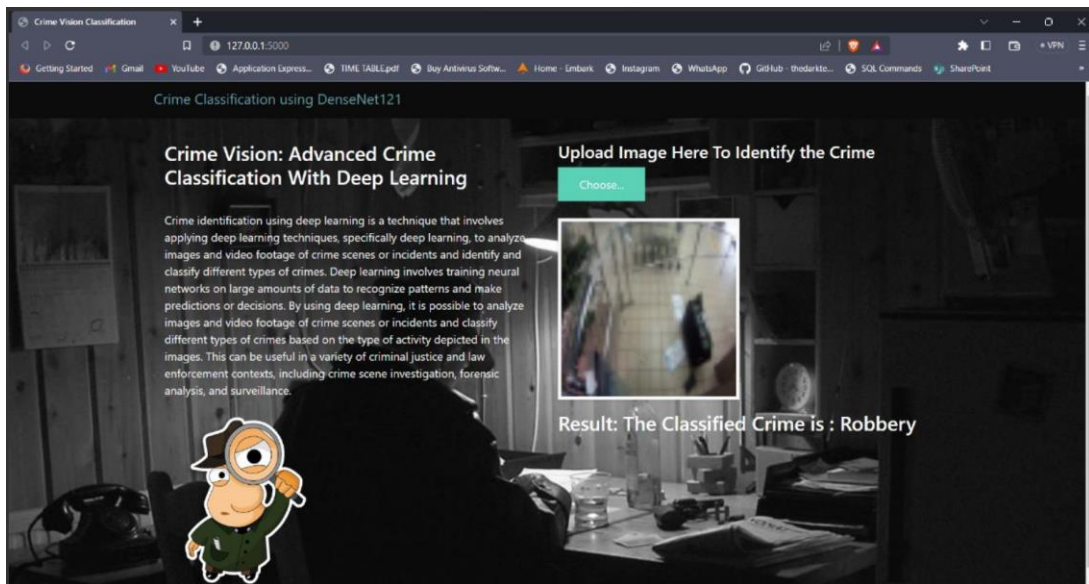 Crime Vision Classification
127.0.0.1:5000
VPN
Getting Started Gmail YouTube Application Express... TIME TABLE.pdf Buy Antivirus Softw... Home - Embark Instagram WhatsApp GitHub - thedarkte... SQL Commands SharePoint
Crime Classification using DenseNet121
Crime Vision: Advanced Crime
Classification With Deep Learning
Crime identification using deep learning is a technique that involves
applying deep learning techniques, specifically deep learning, to analyze
images and video footage of crime scenes or incidents and identify and
classify different types of crimes. Deep learning involves training neural
networks on large amounts of data to recognize patterns and make
predictions or decisions. By using deep learning, it is possible to analyze
images and video footage of crime scenes or incidents and classify
different types of crimes based on the type of activity depicted in the
images. This can be useful in a variety of criminal justice and law
enforcement contexts, including crime scene investigation, forensic
analysis, and surveillance.
Upload Image Here To Identify the Crime
Choose...
Result: The Classified Crime is : Robbery